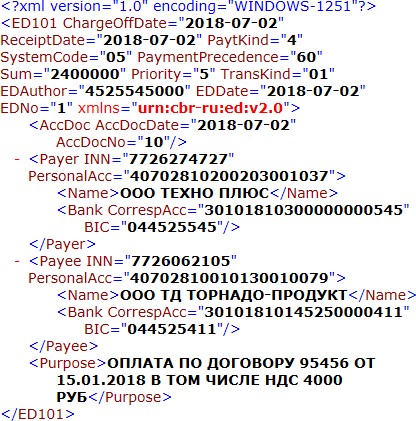 <?xml version="1.0" encoding="WINDOWS-1251"?>
<ED101 ChargeOffDate="2018-07-02"
ReceiptDate="2018-07-02" PaytKind="4"
SystemCode="05" PaymentPrecedence="60"
Sum="2400000" Priority="5" TransKind="01"
EDAuthor="4525545000" EDDate="2018-07-02"
EDNo="1" xmlns="urn:cbr-ru:ed:v2.0">
<AccDoc AccDocDate="2018-07-02"
AccDocNo="10"/>
- <Payer INN="7726274727"
PersonalAcc="40702810200203001037">
<Name>ООО ТЕХНО ПЛЮС</Name>
<Bank CorrespAcc="30101810300000000545"
BIC="044525545"/>
</Payer>
- <Payee INN="7726062105"
PersonalAcc="40702810010130010079">
<Name>ООО ТД ТОРНАДО-ПРОДУКТ</Name>
<Bank CorrespAcc="30101810145250000411"
BIC="044525411"/>
</Payee>
<Purpose>ОПЛАТА ПО ДОГОВОРУ 95456 ОТ
15.01.2018 В ТОМ ЧИСЛЕ НДС 4000
РУБ</Purpose>
</ED101>